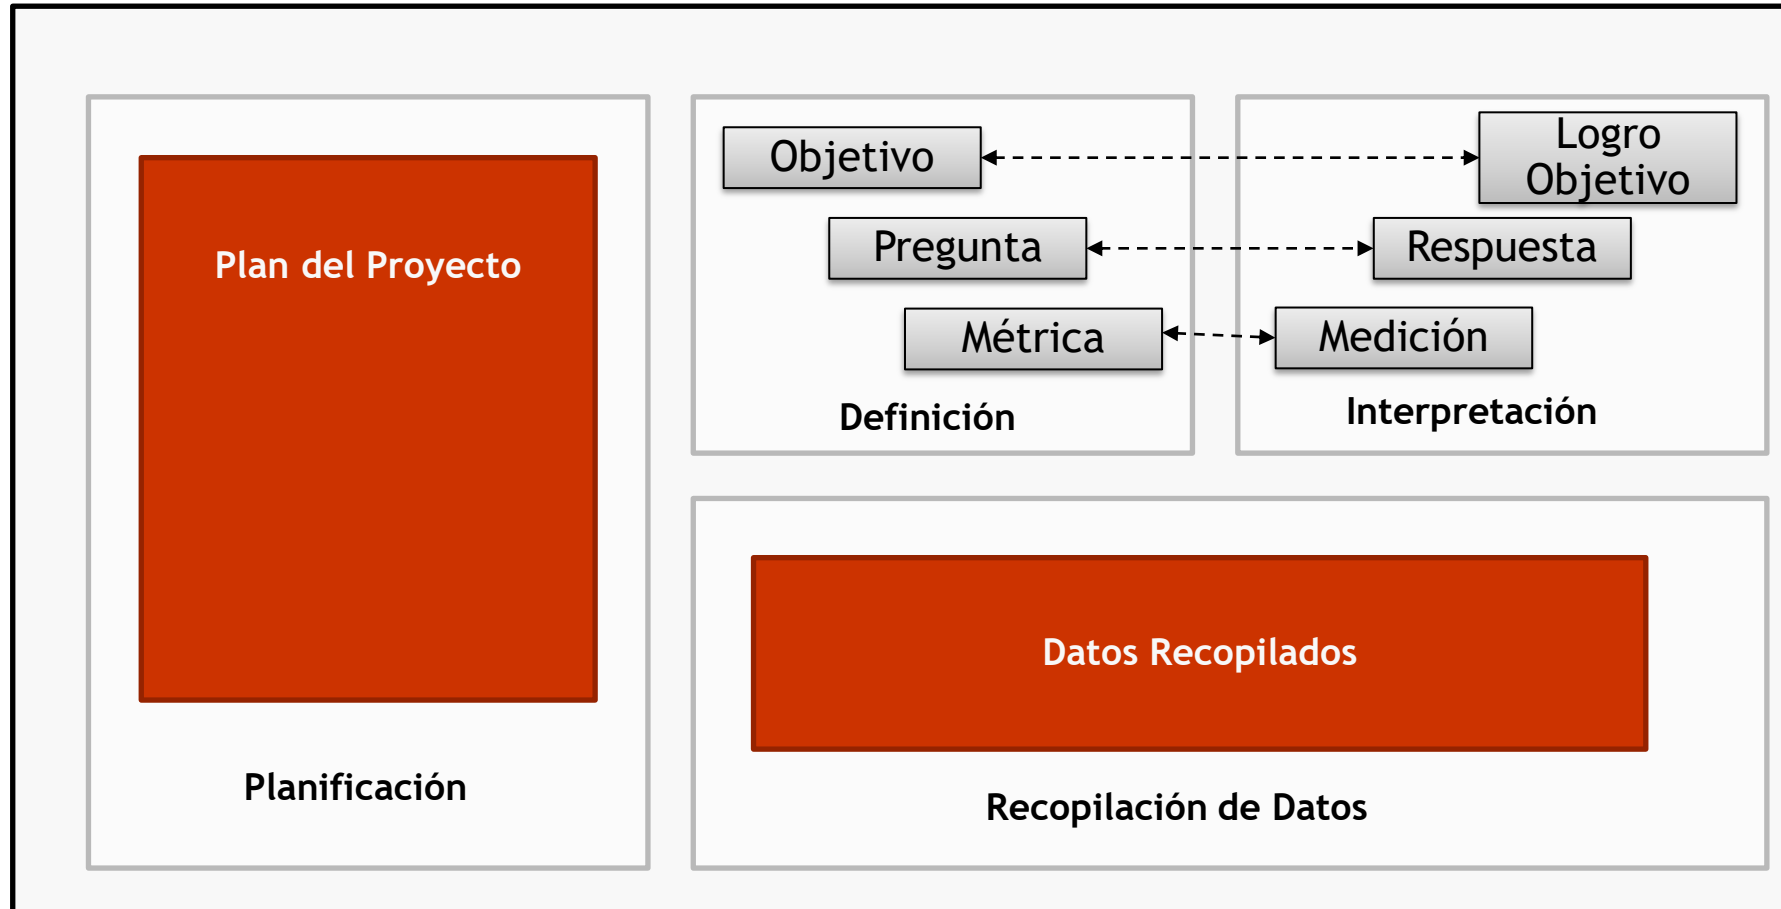 Plan del Proyecto
Planificación
Objetivo
Pregunta
Métrica
Definición
Logro
Objetivo
Respuesta
Medición
Interpretación
Datos Recopilados
Recopilación de Datos